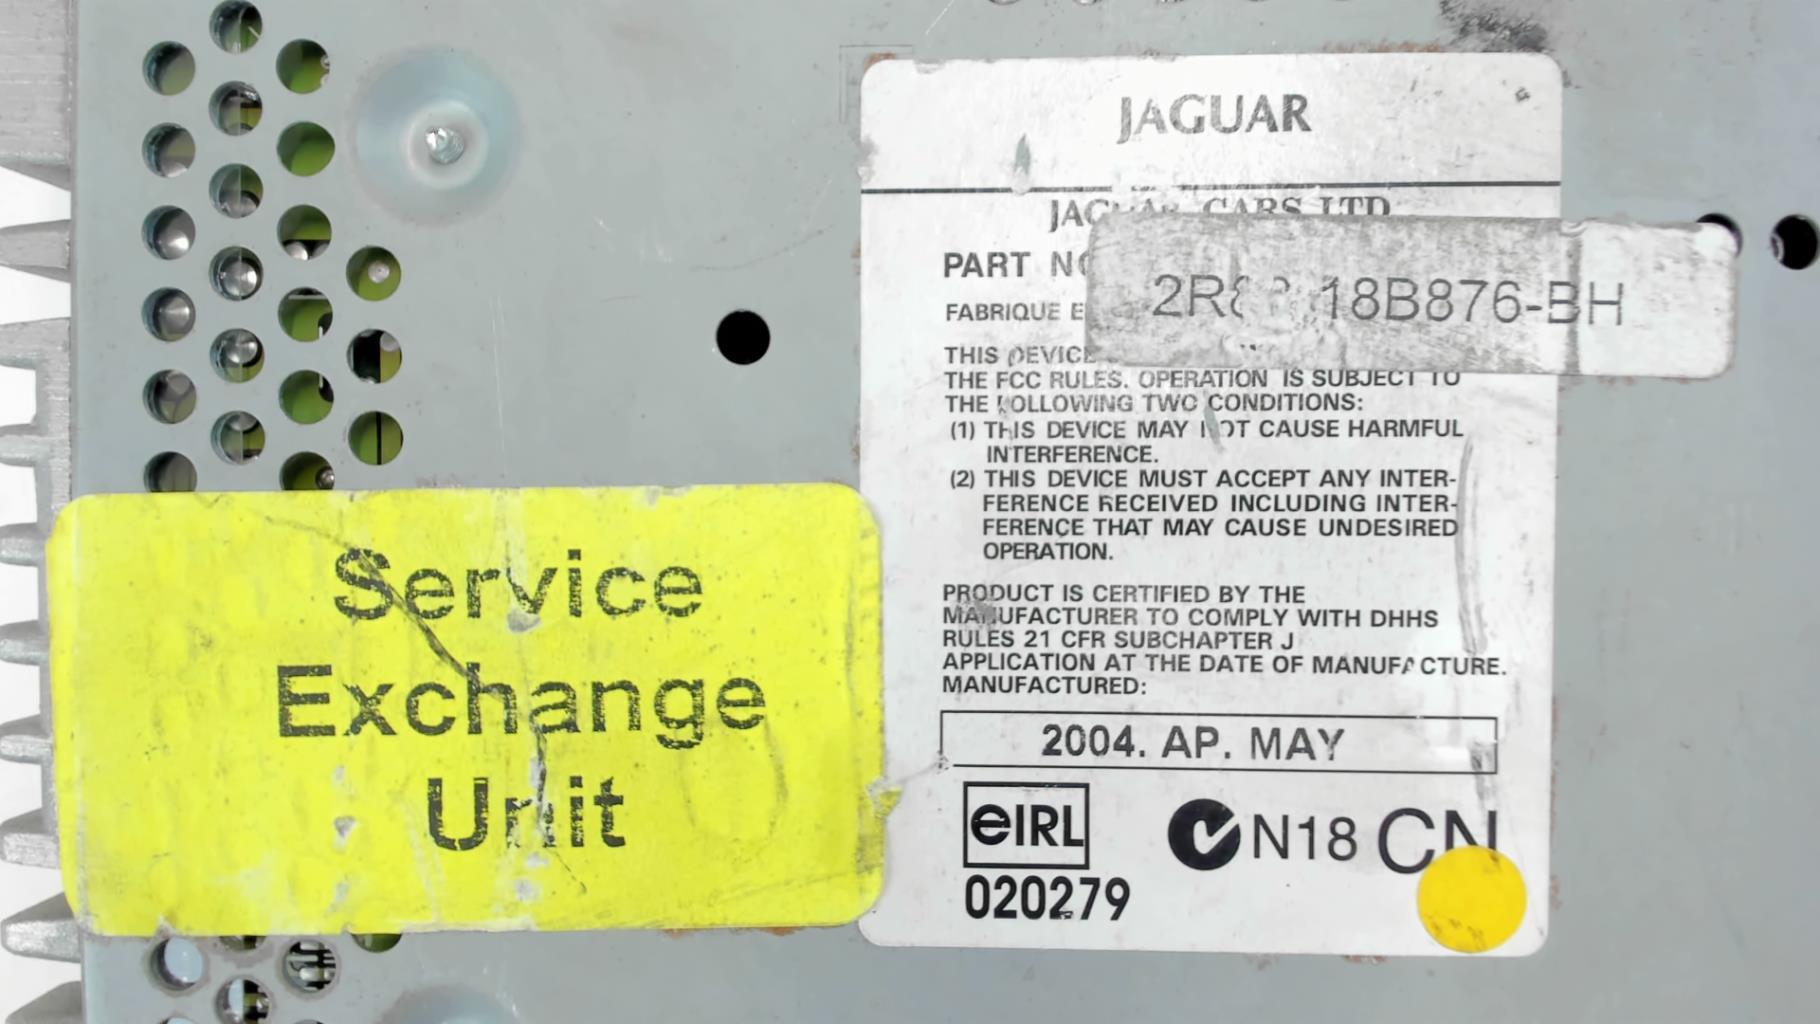 JAGUAR
JAGUAR CARS LTD
PART NO
2R8 18B876-BH
FABRIQUE E
THIS DEVICE
THE FCC RULES. OPERATION IS SUBJECT TO
THE FOLLOWING TWO CONDITIONS:
(1) THIS DEVICE MAY NOT CAUSE HARMFUL
INTERFERENCE.
(2) THIS DEVICE MUST ACCEPT ANY INTER-
FERENCE RECEIVED INCLUDING INTER-
FERENCE THAT MAY CAUSE UNDESIRED
OPERATION.
PRODUCT IS CERTIFIED BY THE
MANUFACTURER TO COMPLY WITH DHHS
RULES 21 CFR SUBCHAPTER J
APPLICATION AT THE DATE OF MANUFACTURE.
MANUFACTURED:
2004. AP. MAY
eIRL
N18 CN
020279
Service
Exchange
Unit